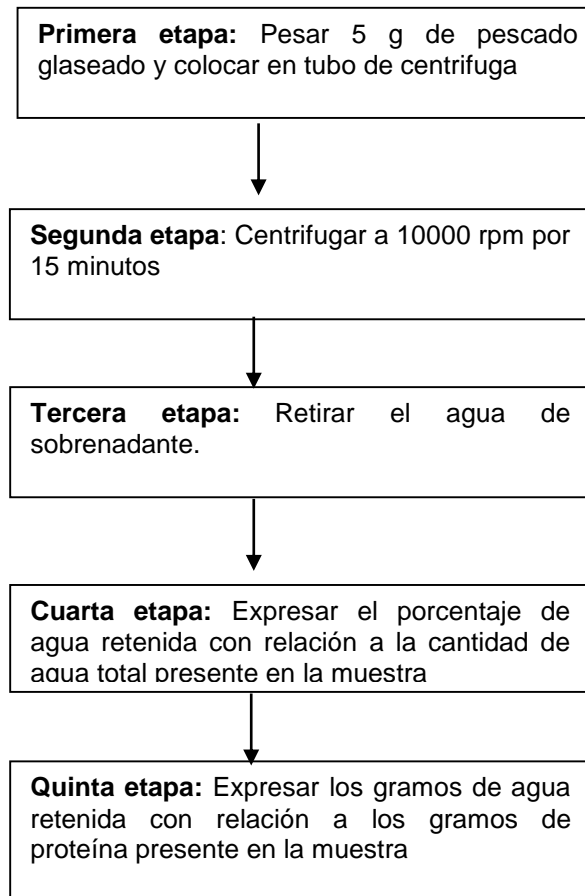 Primera etapa: Pesar 5 g de pescado
glaseado y colocar en tubo de centrifuga
Segunda etapa: Centrifugar a 10000 rpm por
15 minutos
Tercera etapa: Retirar el agua de
sobrenadante.
Cuarta etapa: Expresar el porcentaje de
agua retenida con relación a la cantidad de
agua total presente en la muestra
Quinta etapa: Expresar los gramos de agua
retenida con relación a los gramos de
proteína presente en la muestra